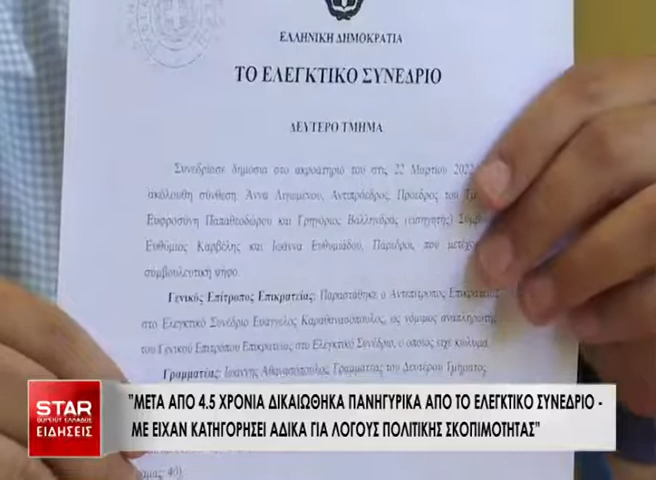 ΕΛΛΗΝΙΚΗ ΔΗΜΟΚΡΑΤΙΑ
ΤΟ ΕΛΕΓΚΤΙΚΟ ΣΥΝΕΔΡΙΟ
ΔΕΥΤΕΡΟ ΤΜΗΜΑ
Συνεδρίασε δημόσια στο ακροατήριό του στις 22 Μαρτίου 2022
ακόλουθη σύνθεση: Άννα Λιγωμένου, Αντιπρόεδρος, Πρόεδρος του
Ευφροσύνη Παπαθεοδώρου και Γρηγόριος Βαλληνδράς (εισηγητής)
Ευθύμιος Καρβέλης και Ιωάννα Ευθυμιάδου, Πάρεδροι, που
συμβουλευτική ψήφο.
Γενικός Επίτροπος Επικρατείας: Παραστάθηκε ο Αντεπίτροπος Επικρατείας
στο Ελεγκτικό Συνέδριο Ευάγγελος Καραθανασόπουλος, ως νόμιμος αναπληρωτής
του Γενικού Επιτρόπου Επικρατείας στο Ελεγκτικό Συνέδριο, ο οποίος είχε κώλυμα.
Γραμματέας: Ιωάννης Αθανασόπουλος, Γραμματέας του Δευτέρου Τμήματος
STAR
ΒΟΡΕΙΟΥ ΕΛΛΑΔΟΣ
ΕΙΔΗΣΕΙΣ
"ΜΕΤΑ ΑΠΟ 4.5 ΧΡΟΝΙΑ ΔΙΚΑΙΩΘΗΚΑ ΠΑΝΗΓΥΡΙΚΑ ΑΠΟ ΤΟ ΕΛΕΓΚΤΙΚΟ ΣΥΝΕΔΡΙΟ -
ΜΕ ΕΙΧΑΝ ΚΑΤΗΓΟΡΗΣΕΙ ΑΔΙΚΑ ΓΙΑ ΛΟΓΟΥΣ ΠΟΛΙΤΙΚΗΣ ΣΚΟΠΙΜΟΤΗΤΑΣ"